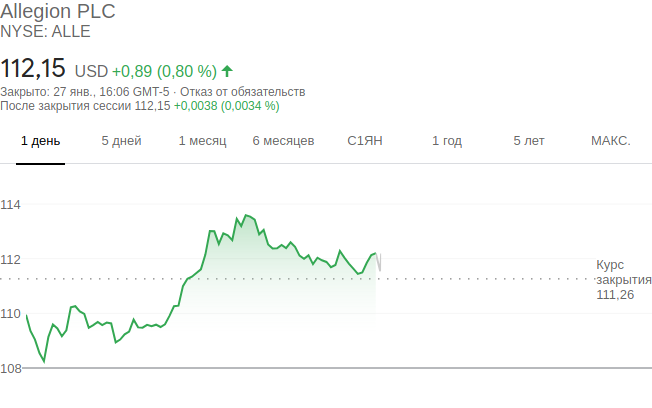 Allegion PLC
NYSE: ALLE
112,15 USD +0,89 (0,80 %)
Закрыто: 27 янв., 16:06 GMT-5 · Отказ от обязательств
После закрытия сессии 112,15 +0,0038 (0,0034 %)
1 день 5 дней 1 месяц 6 месяцев С1ЯН 1 год 5 лет МАКС.
114
112
Курс
закрытия
111,26
110
108